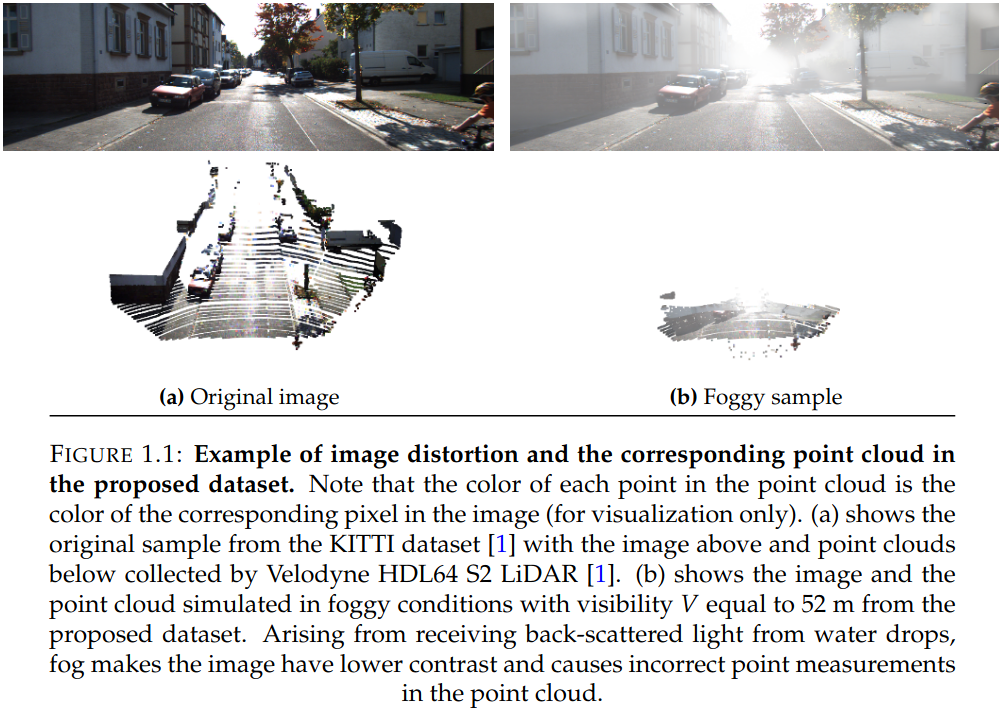 (a) Original image
(b) Foggy sample
FIGURE 1.1: Example of image distortion and the corresponding point cloud in
the proposed dataset. Note that the color of each point in the point cloud is the
color of the corresponding pixel in the image (for visualization only). (a) shows the
original sample from the KITTI dataset [1] with the image above and point clouds
below collected by Velodyne HDL64 S2 LiDAR [1]. (b) shows the image and the
point cloud simulated in foggy conditions with visibility V equal to 52 m from the
proposed dataset. Arising from receiving back-scattered light from water drops,
fog makes the image have lower contrast and causes incorrect point measurements
in the point cloud.